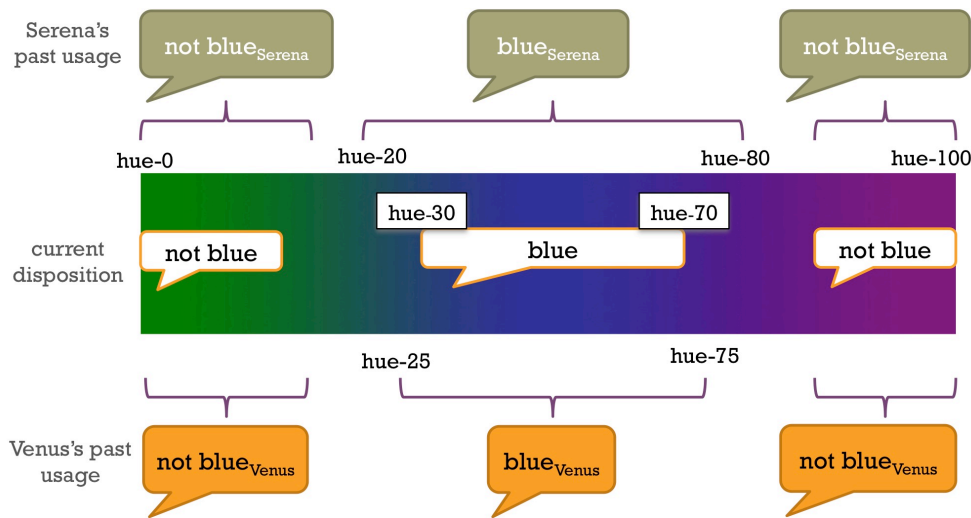 Serena’s
past usage
not blueSerena
blueSerena
not blueSerena
hue-0
hue-20
hue-80
hue-100
hue-30
hue-70
current
disposition
not blue
blue
not blue
hue-25
hue-75
Venus’s past
usage
not blueVenus
blueVenus
not blueVenus